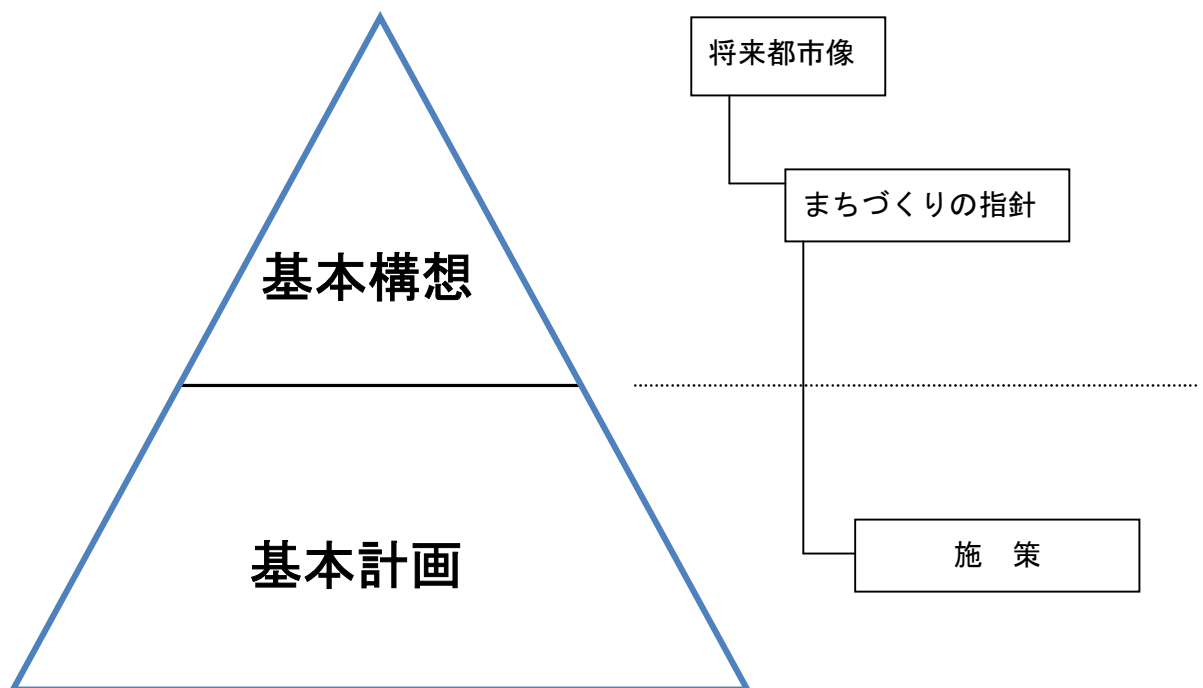 将来都市像
まちづくりの指針
基本構想
基本計画
施　策